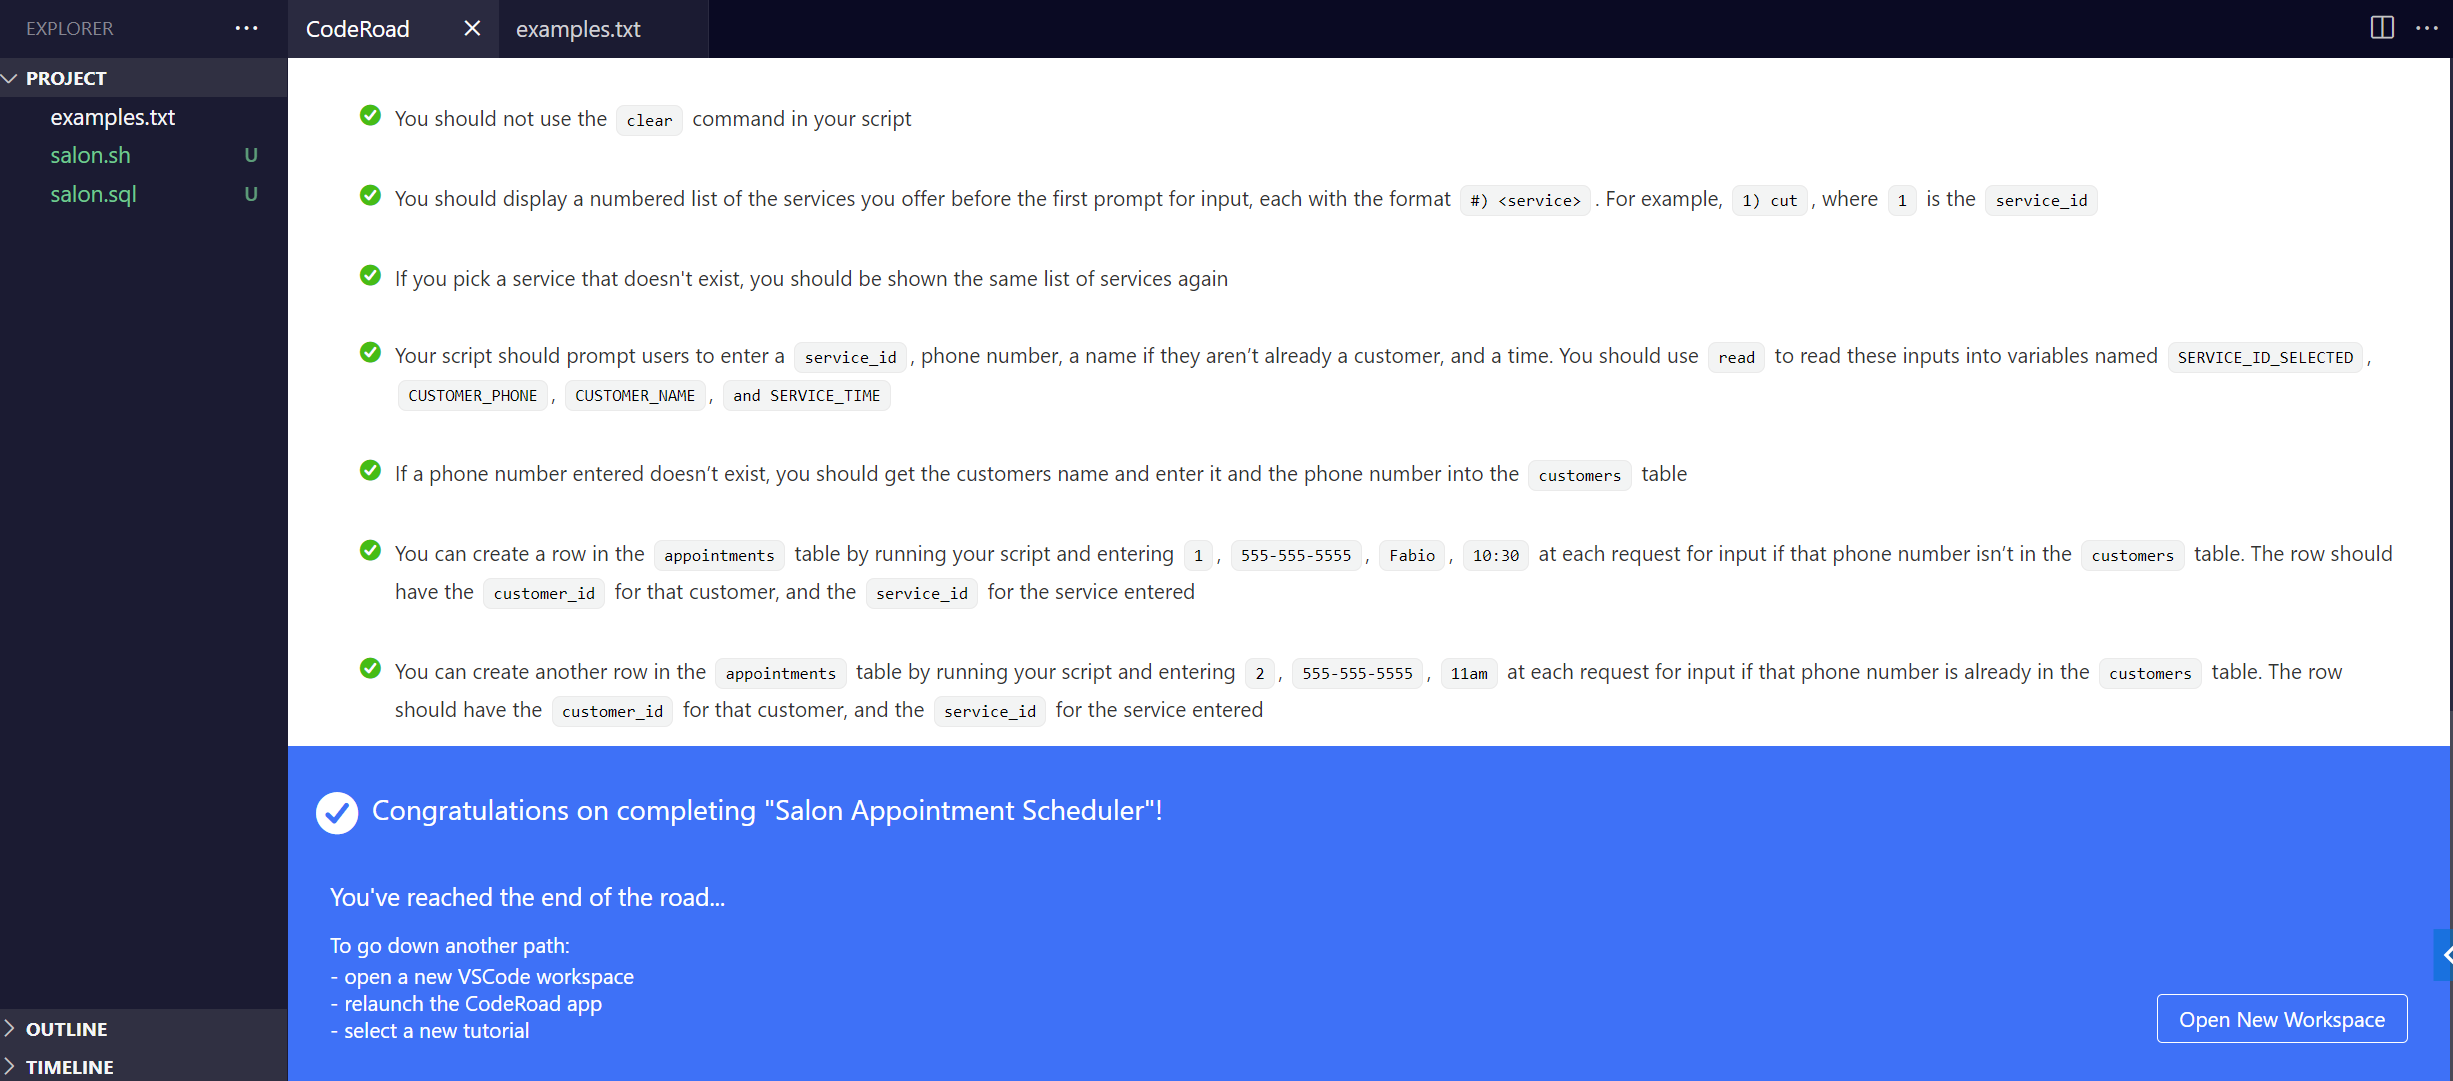 EXPLORER
CodeRoad
examples.txt
PROJECT
examples.txt
salon.sh U
salon.sql U
You should not use the clear command in your script
You should display a numbered list of the services you offer before the first prompt for input, each with the format #) <service> . For example, 1) cut , where 1 is the service_id
If you pick a service that doesn't exist, you should be shown the same list of services again
Your script should prompt users to enter a service_id , phone number, a name if they aren’t already a customer, and a time. You should use read to read these inputs into variables named SERVICE_ID_SELECTED ,
CUSTOMER_PHONE , CUSTOMER_NAME , and SERVICE_TIME
If a phone number entered doesn’t exist, you should get the customers name and enter it and the phone number into the customers table
You can create a row in the appointments table by running your script and entering 1 , 555-555-5555 , Fabio , 10:30 at each request for input if that phone number isn’t in the customers table. The row should
have the customer_id for that customer, and the service_id for the service entered
You can create another row in the appointments table by running your script and entering 2 , 555-555-5555 , 11am at each request for input if that phone number is already in the customers table. The row
should have the customer_id for that customer, and the service_id for the service entered
Congratulations on completing "Salon Appointment Scheduler"!
You've reached the end of the road...
To go down another path:
- open a new VSCode workspace
- relaunch the CodeRoad app
- select a new tutorial
Open New Workspace
OUTLINE
TIMELINE